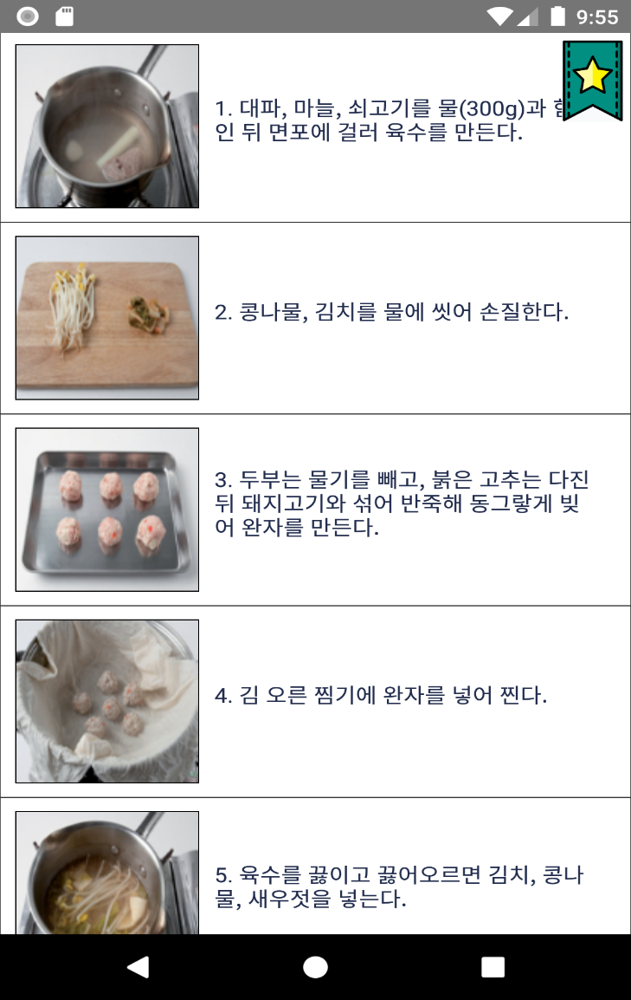 9:55
1. 대파, 마늘, 쇠고기를 물(300g)과
인 뒤 면포에 걸러 육수를 만든다.
2. 콩나물, 김치를 물에 씻어 손질한다.
3. 두부는 물기를 빼고, 붉은 고추는 다진
뒤 돼지고기와 섞어 반죽해 동그랗게 빚
어 완자를 만든다.
4. 김 오른 찜기에 완자를 넣어 찐다.
5. 육수를 끓이고 끓어오르면 김치, 콩나
물, 새우젓을 넣는다.